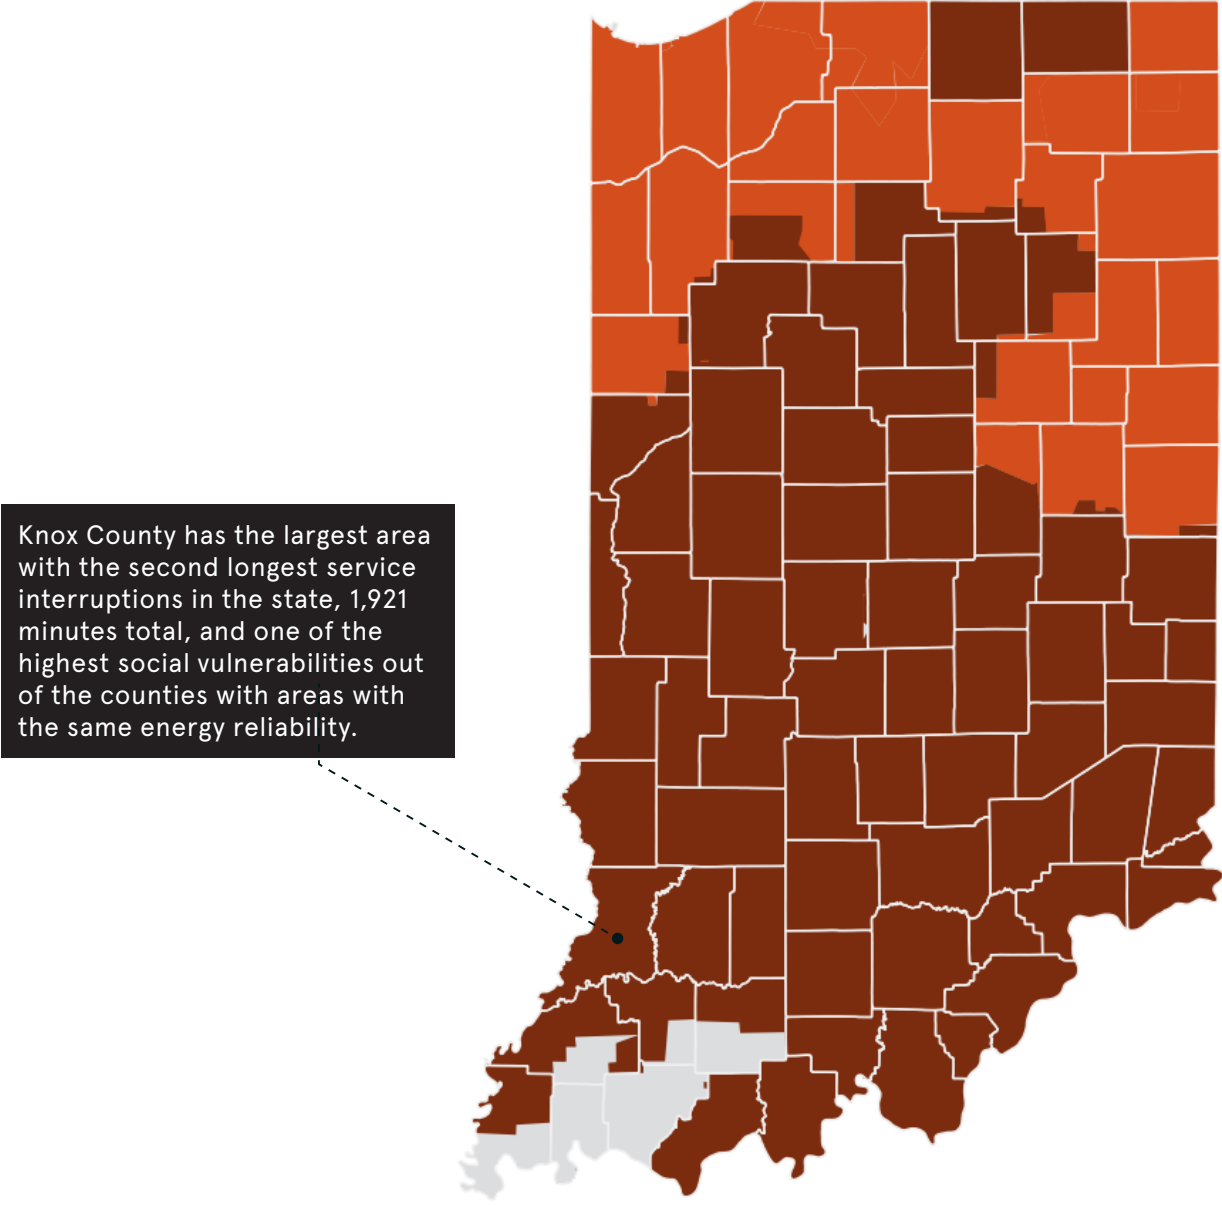 Knox County has the largest area
with the second longest service
interruptions in the state, 1,921
minutes total, and one of the
highest social vulnerabilities out
of the counties with areas with
the same energy reliability.